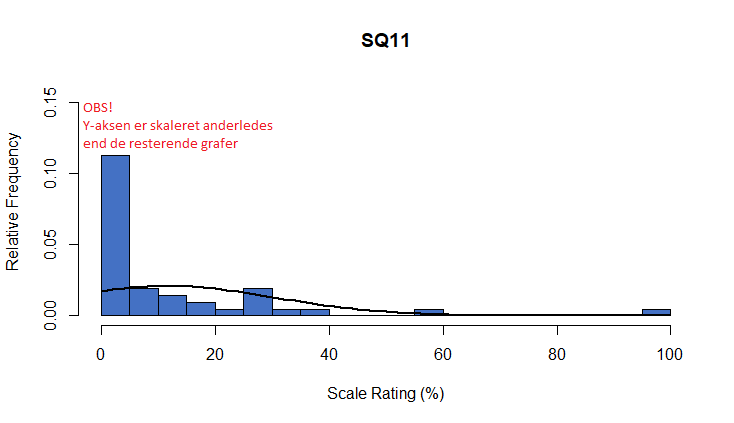 SQ11
0.15
OBS!
Y-aksen er skaleret anderledes
end de resterende grafer
0.10
0.05
0.00
Relative Frequency
0 20 40 60 80 100
Scale Rating (%)